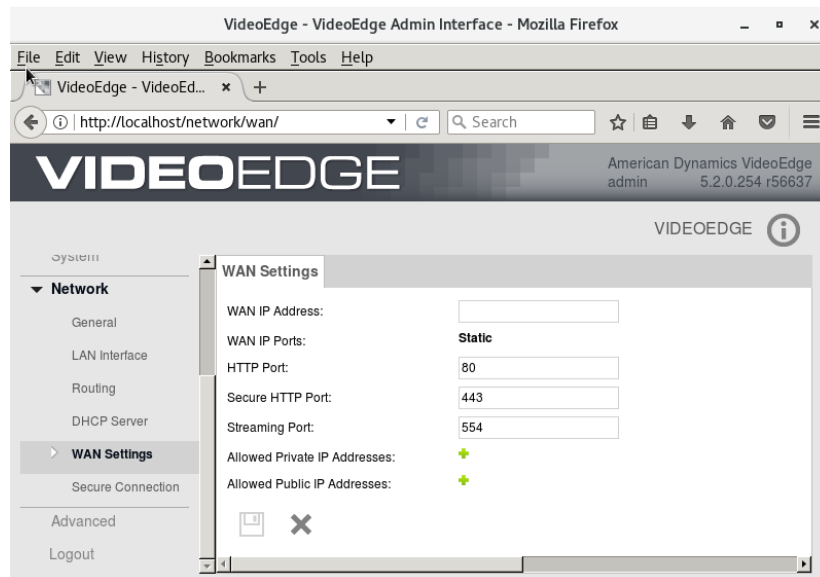 VideoEdge - VideoEdge Admin Interface - Mozilla Firefox
File Edit View History Bookmarks Tools Help
VideoEdge - VideoEd...
http://localhost/network/wan/
Search
VIDEOEDGE
American Dynamics VideoEdge
admin 5.2.0.254 r56637
VIDEOEDGE
System
Network
General
LAN Interface
Routing
DHCP Server
WAN Settings
Secure Connection
Advanced
Logout
WAN Settings
WAN IP Address:
WAN IP Ports: Static
HTTP Port: 80
Secure HTTP Port: 443
Streaming Port: 554
Allowed Private IP Addresses:
Allowed Public IP Addresses: